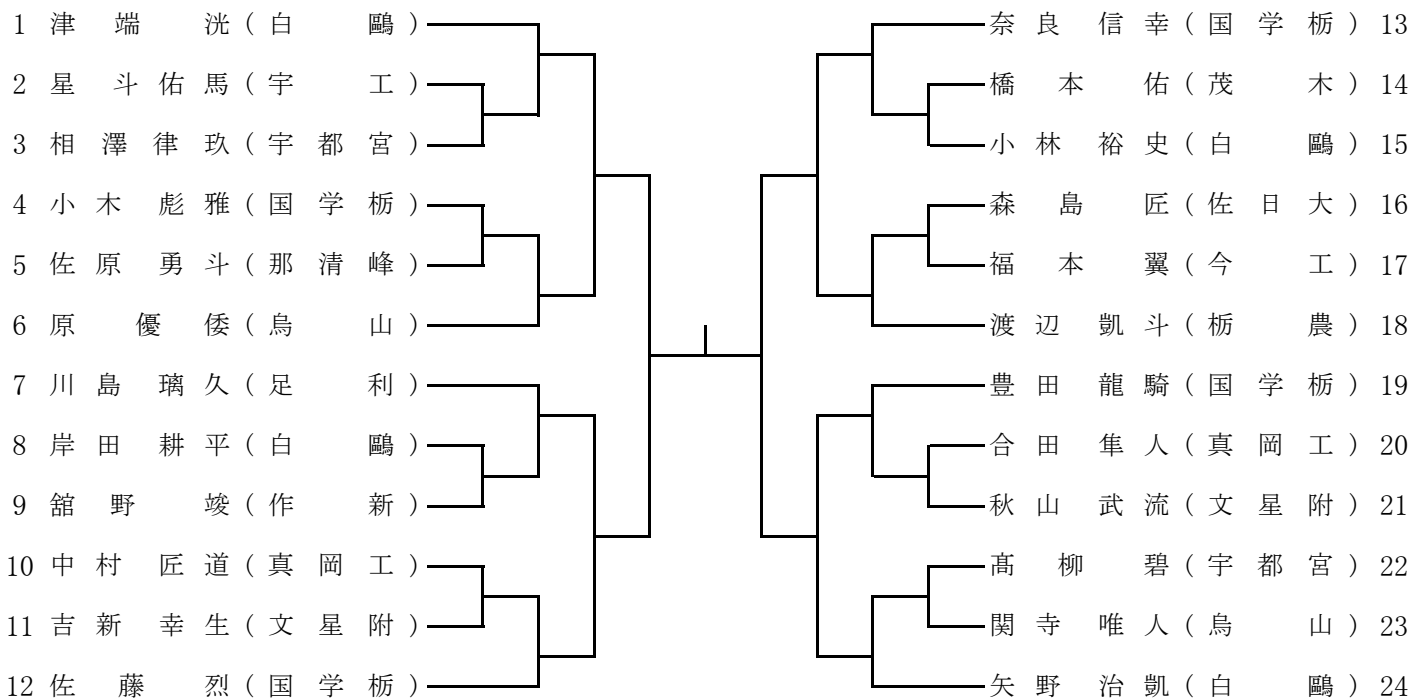 1 津端 洸(白鷗)
2 星 斗佑馬(宇工)
3 相澤律玖(宇都宮)
4 小木 彪雅(国学栃)
5 佐原 勇斗(那清峰)
6 原 優倭(烏山)
7 川島 璃久(足利)
8 岸田 耕平(白鷗)
9 舘野 竣(作新)
10 中村 匠道(真岡工)
11 吉新 幸生(文星附)
12 佐藤 烈(国学栃)
奈良 信幸(国学栃) 13
橋本 佑(茂木) 14
小林 裕史(白鷗) 15
森島 匠(佐日大) 16
福本 翼(今工) 17
渡辺 凱斗(栃農) 18
豊田 龍騎(国学栃) 19
合田 隼人(真岡工) 20
秋山 武流(文星附) 21
髙柳 碧(宇都宮) 22
関寺 唯人(烏山) 23
矢野 治凱(白鷗) 24